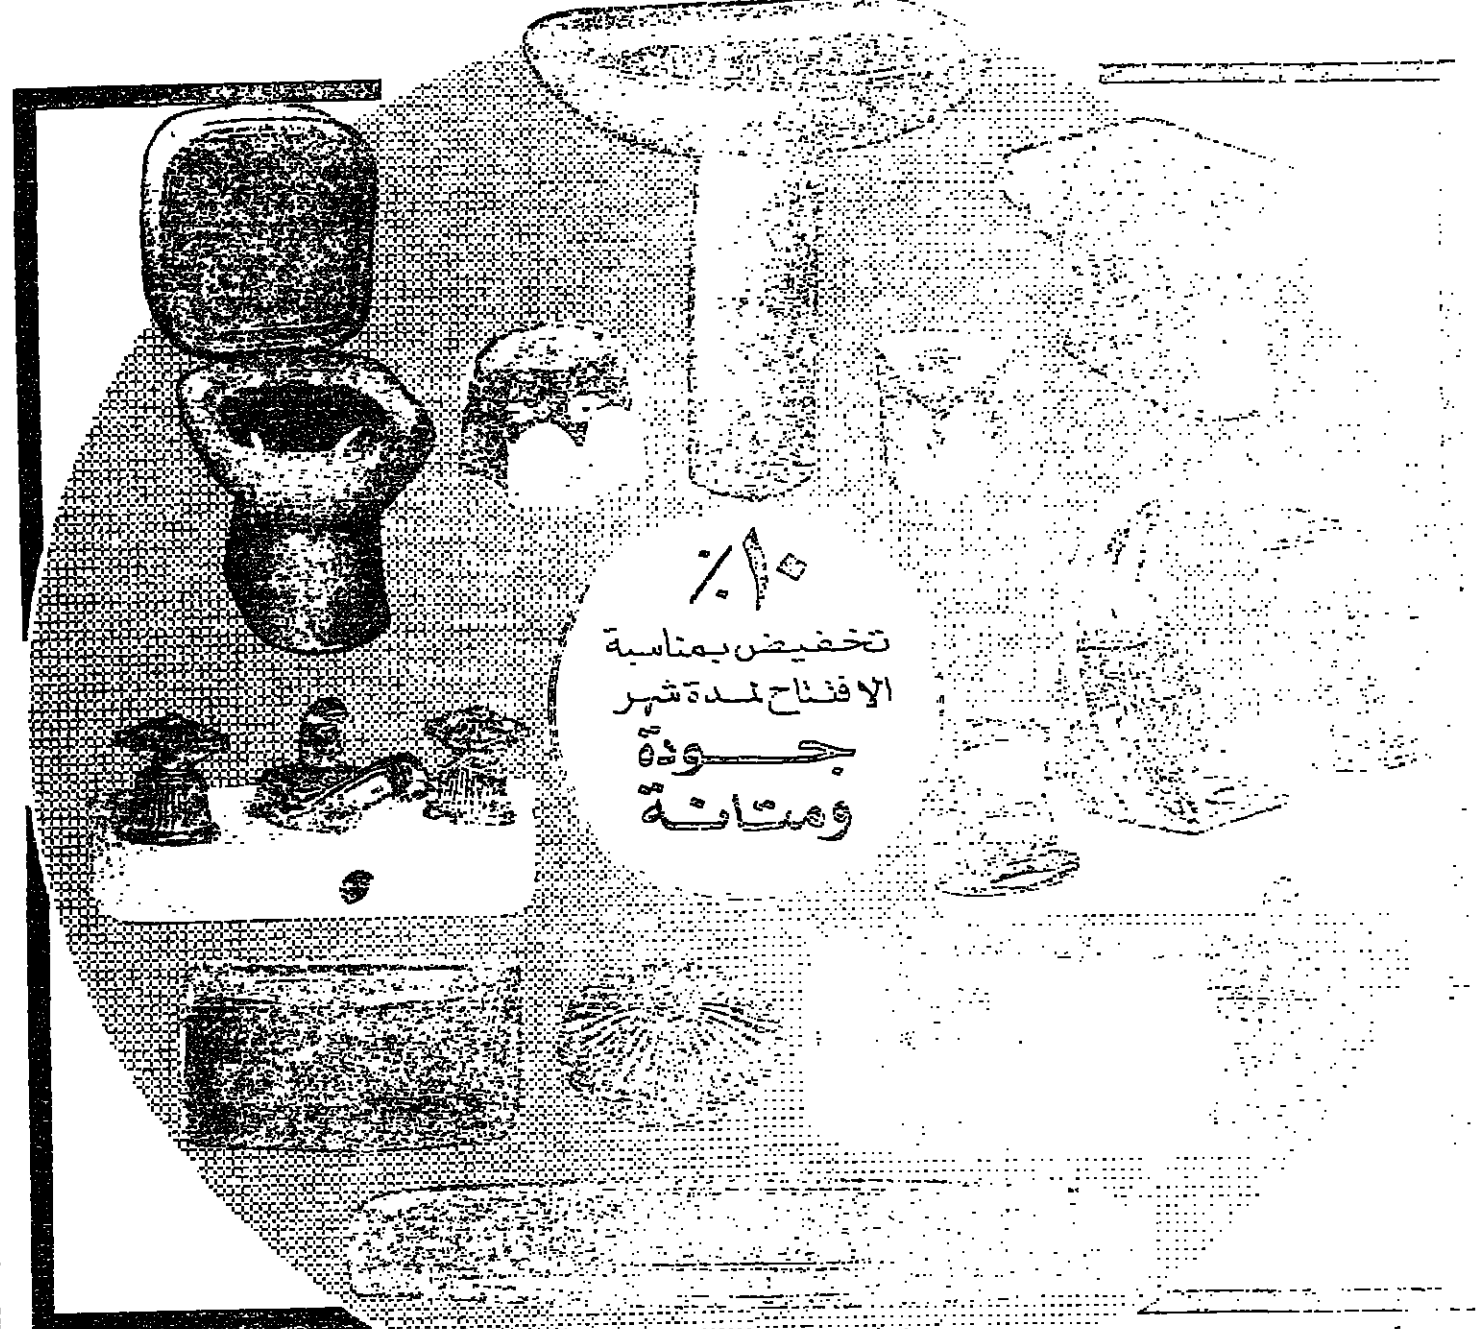 ١٠٪
تخفيض بمناسبة
الافتتاح لمدة شهر
جودة
ومتانة